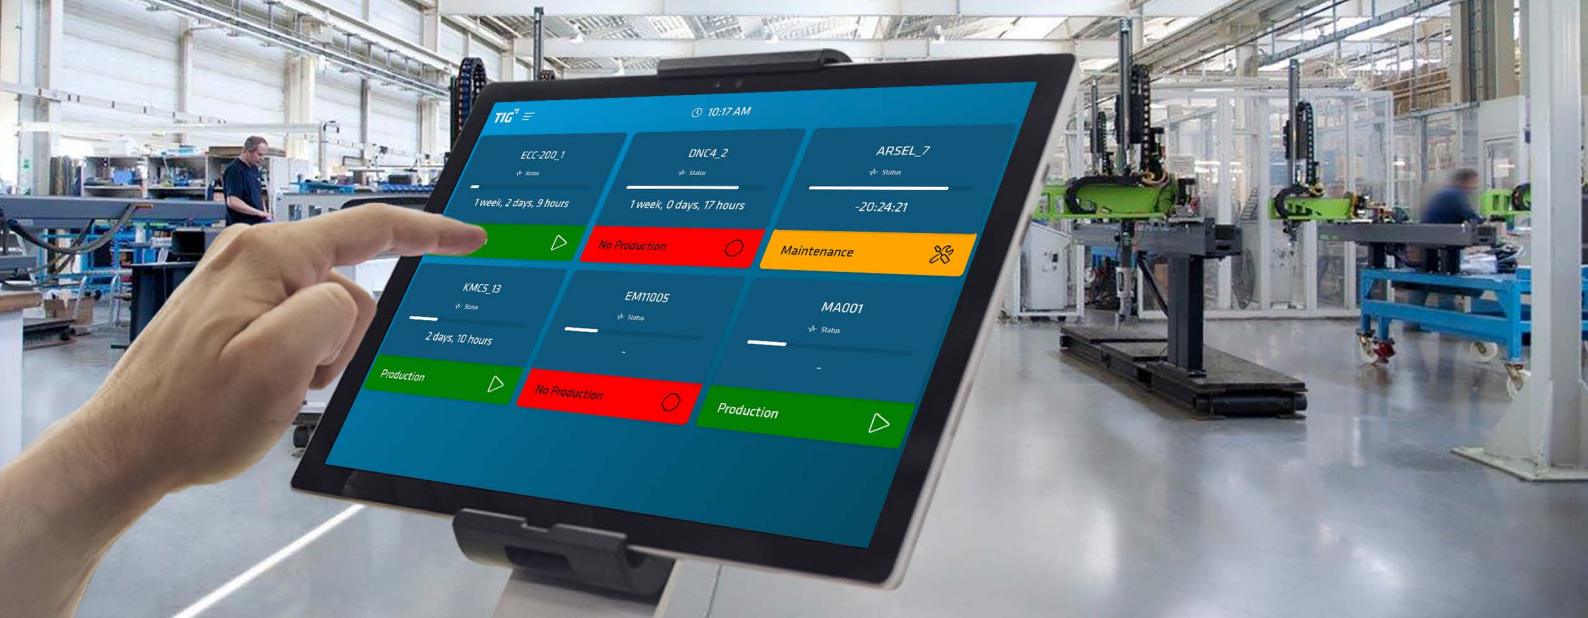 TIG
10:17 AM
ECC-200_1
Status
1 week, 2 days, 9 hours
DNC4_2
Status
1 week, 0 days, 17 hours
No Production
ARSEL_7
Status
-20:24:21
Maintenance
KMC5_13
Status
2 days, 10 hours
Production
EM11005
Status
-
No Production
MA001
Status
-
Production